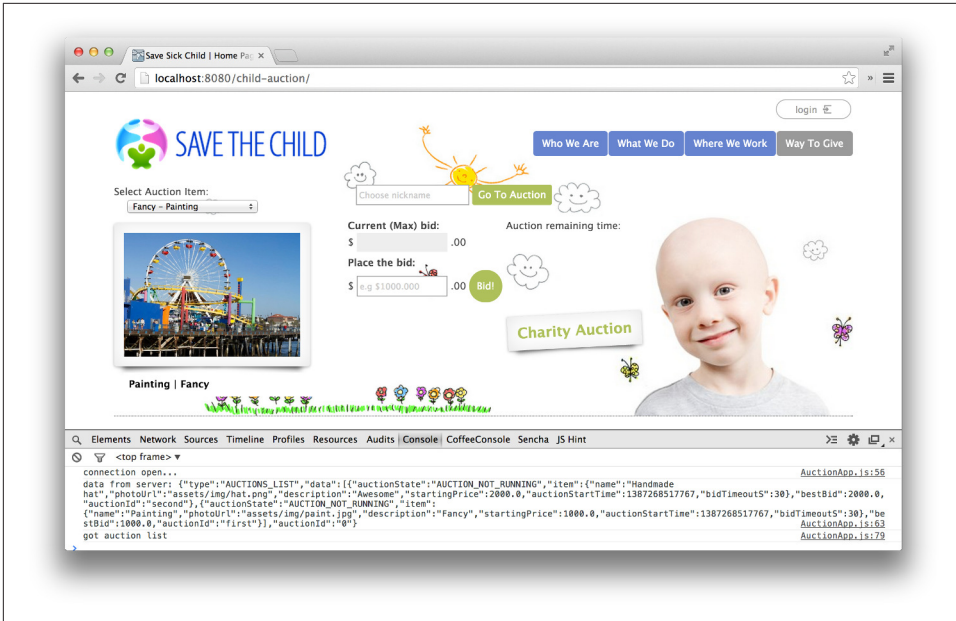 Save Sick Child | Home Pag
localhost:8080/child-auction/
login
SAVE THE CHILD
Who We Are
What We Do
Where We Work
Way To Give
Select Auction Item:
Fancy – Painting
Choose nickname
Go To Auction
Current (Max) bid:
Auction remaining time:
$ .00
Place the bid:
$ e.g $1000.000 .00 Bid!
Charity Auction
Painting | Fancy
Elements Network Sources Timeline Profiles Resources Audits Console CoffeeConsole Sencha JS Hint
<top frame>
connection open... AuctionApp.js:56
data from server: {"type":"AUCTIONS_LIST","data":[{"auctionState":"AUCTION_NOT_RUNNING","item":{"name":"Handmade
hat","photoUrl":"assets/img/hat.png","description":"Awesome","startingPrice":2000.0,"auctionStartTime":1387268517767,"bidTimeoutS":30},"bestBid":2000.0,
"auctionId":"second"},{"auctionState":"AUCTION_NOT_RUNNING","item":
{"name":"Painting","photoUrl":"assets/img/paint.jpg","description":"Fancy","startingPrice":1000.0,"auctionStartTime":1387268517767,"bidTimeoutS":30},"be
stBid":1000.0,"auctionId":"first"}],"auctionId":"0"} AuctionApp.js:63
got auction list AuctionApp.js:79